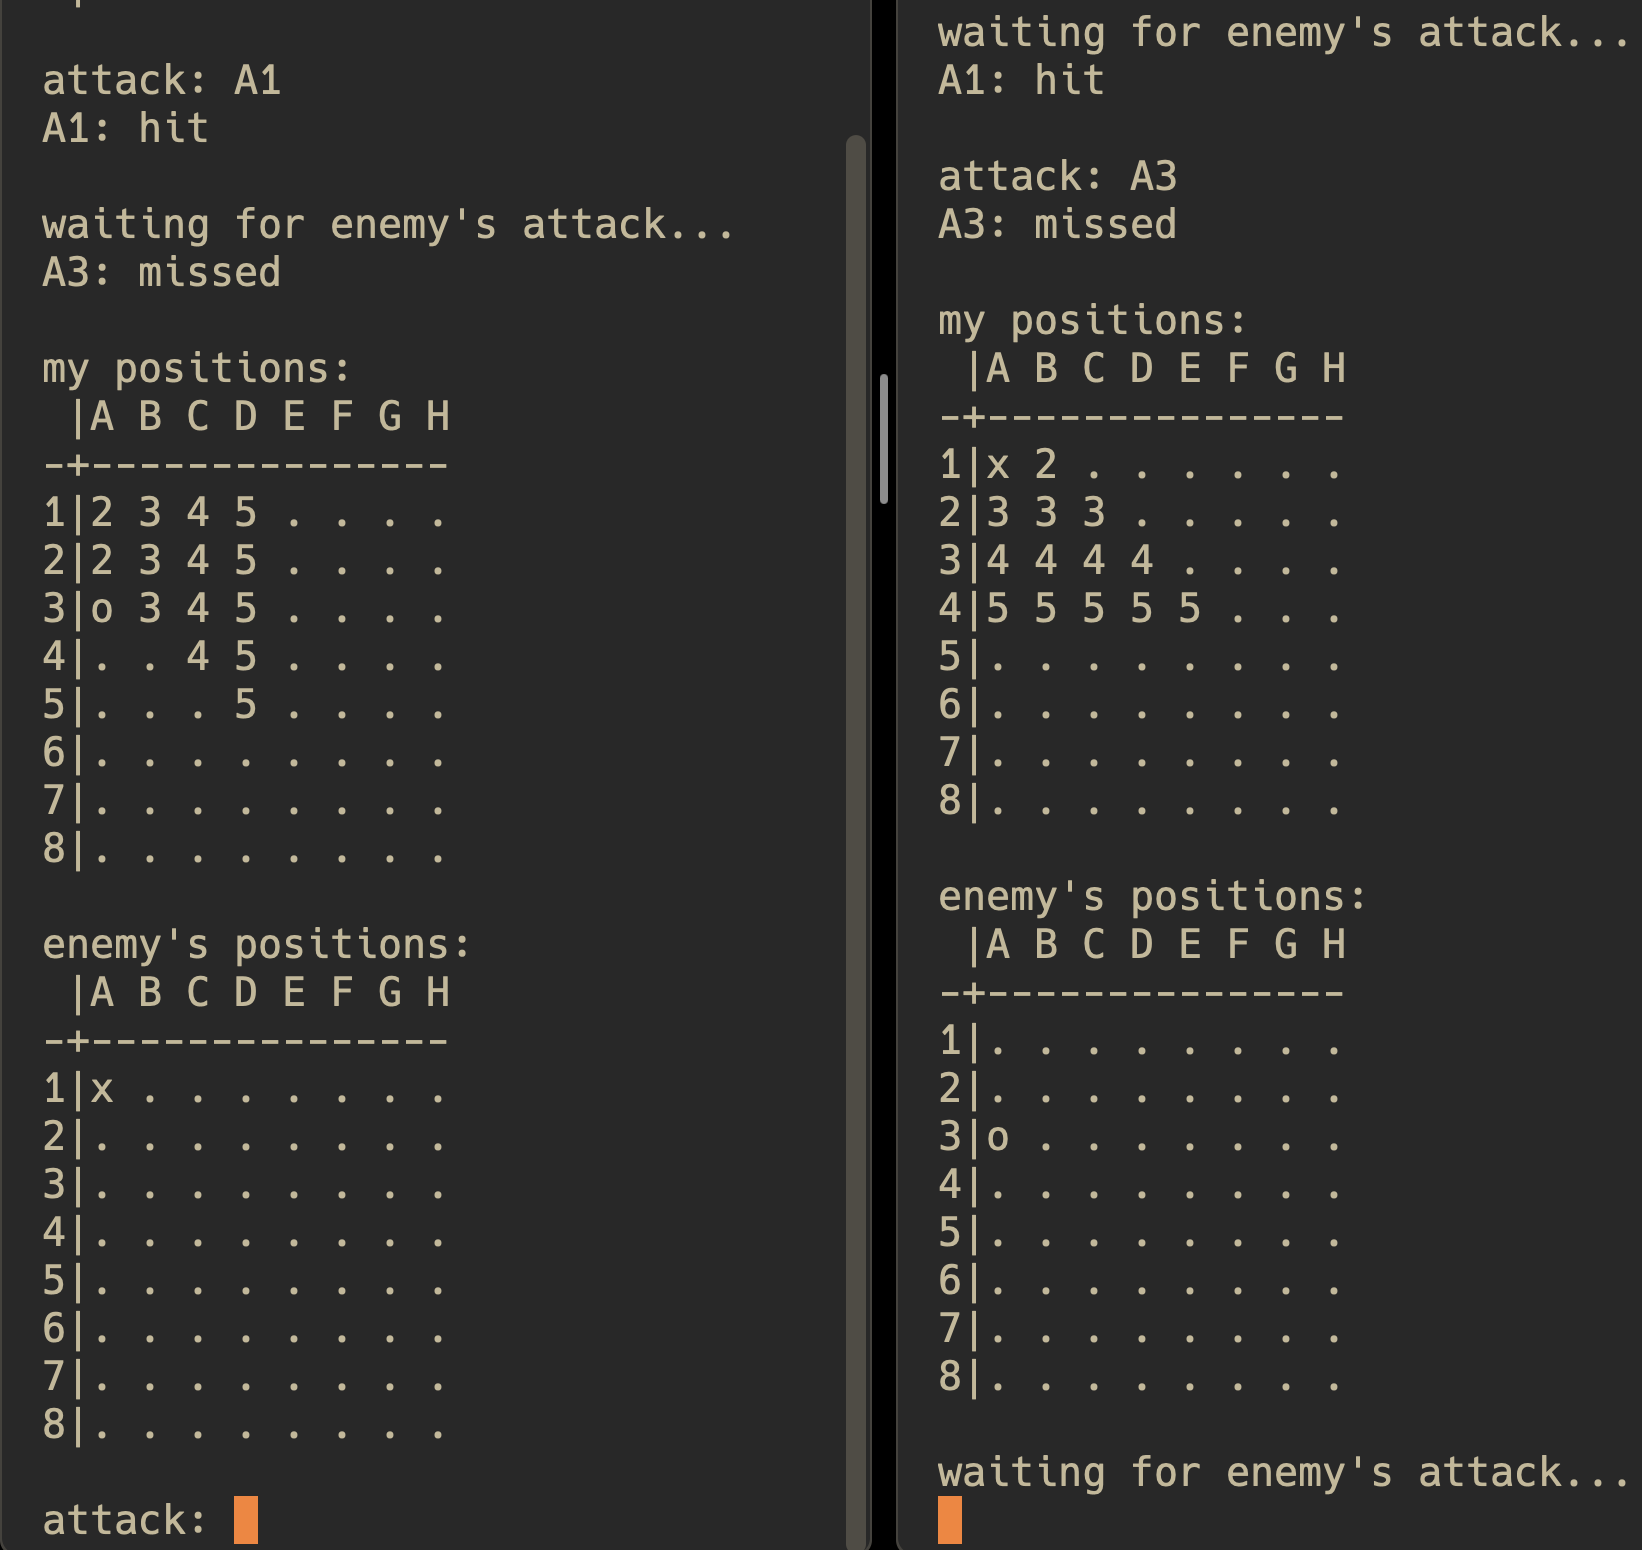 attack: A1
A1: hit
waiting for enemy's attack...
A3: missed
my positions:
 |A B C D E F G H
-+---------------
1|2 3 4 5 . . . .
2|2 3 4 5 . . . .
3|o 3 4 5 . . . .
4|. . 4 5 . . . .
5|. . . 5 . . . .
6|. . . . . . . .
7|. . . . . . . .
8|. . . . . . . .
enemy's positions:
 |A B C D E F G H
-+---------------
1|x . . . . . . .
2|. . . . . . . .
3|. . . . . . . .
4|. . . . . . . .
5|. . . . . . . .
6|. . . . . . . .
7|. . . . . . . .
8|. . . . . . . .
attack:
waiting for enemy's attack...
A1: hit
attack: A3
A3: missed
my positions:
 |A B C D E F G H
-+---------------
1|x 2 . . . . . .
2|3 3 3 . . . . .
3|4 4 4 4 . . . .
4|5 5 5 5 5 . . .
5|. . . . . . . .
6|. . . . . . . .
7|. . . . . . . .
8|. . . . . . . .
enemy's positions:
 |A B C D E F G H
-+---------------
1|. . . . . . . .
2|. . . . . . . .
3|o . . . . . . .
4|. . . . . . . .
5|. . . . . . . .
6|. . . . . . . .
7|. . . . . . . .
8|. . . . . . . .
waiting for enemy's attack...